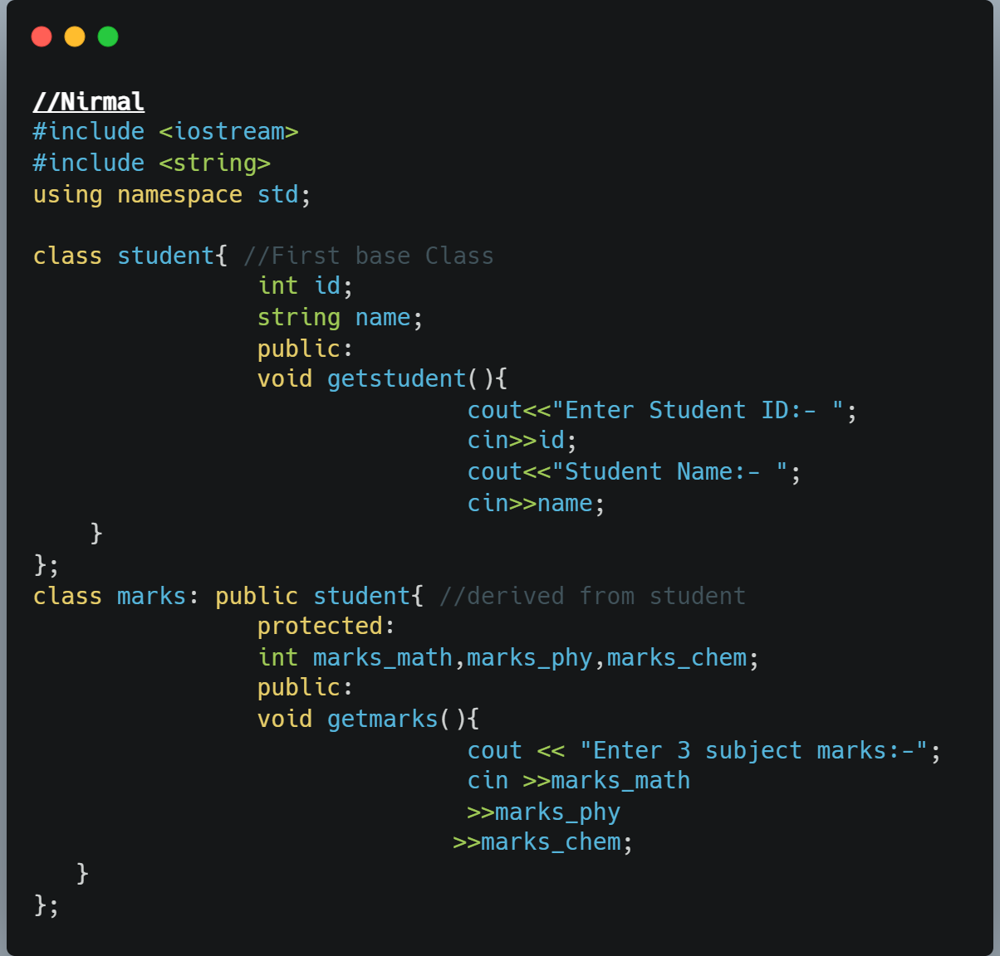 //Nirmal
#include <iostream>
#include <string>
using namespace std;
class student{ //First base Class
int id;
string name;
public:
void getstudent(){
cout<<"Enter Student ID:- ";
cin>>id;
cout<<"Student Name:- ";
cin>>name;
}
};
class marks: public student{ //derived from student
protected:
int marks_math,marks_phy,marks_chem;
public:
void getmarks(){
cout << "Enter 3 subject marks:-";
cin >>marks_math
>>marks_phy
>>marks_chem;
}
};